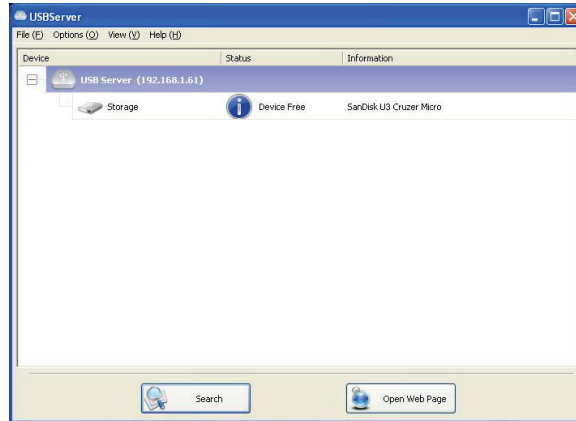 USBServer
File (F) Options (O) View (V) Help (H)
Device Status Information
USB Server (192.168.1.61)
Storage Device Free SanDisk U3 Cruzer Micro
Search Open Web Page